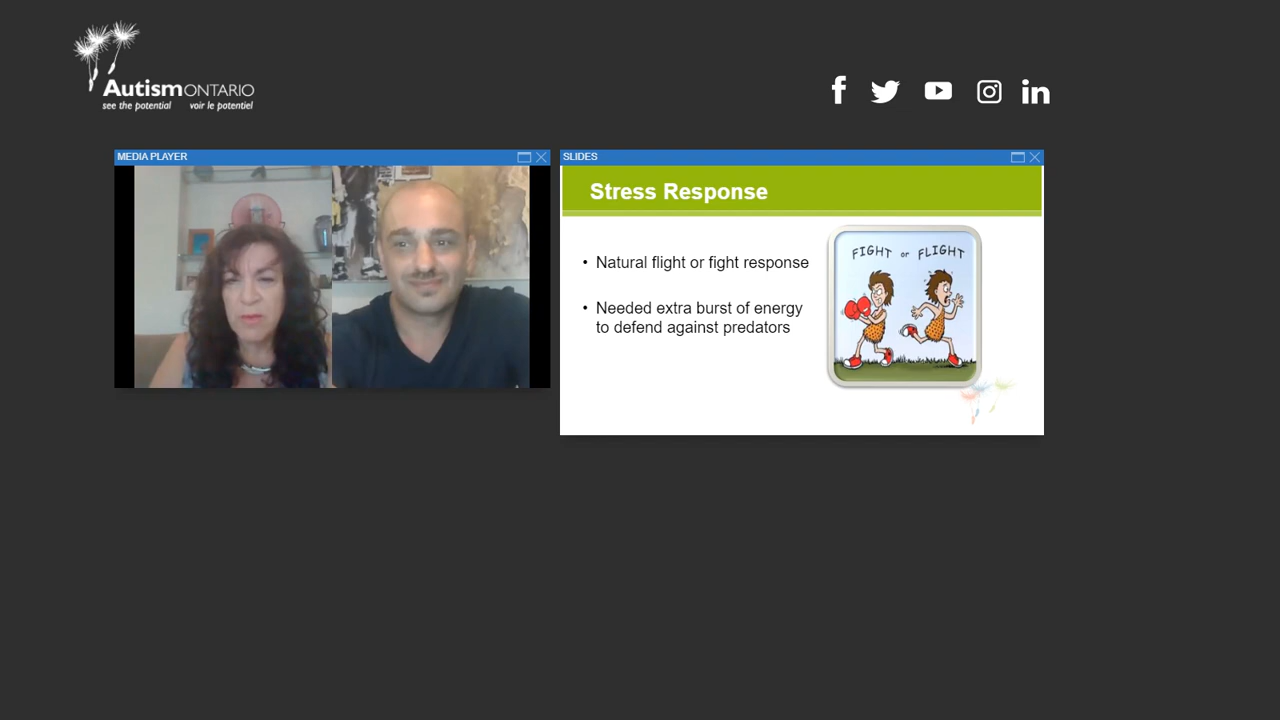 Autism ONTARIO
see the potential voir le potentiel
MEDIA PLAYER
SLIDES
Stress Response
• Natural flight or fight response
• Needed extra burst of energy
to defend against predators
FIGHT or FLIGHT